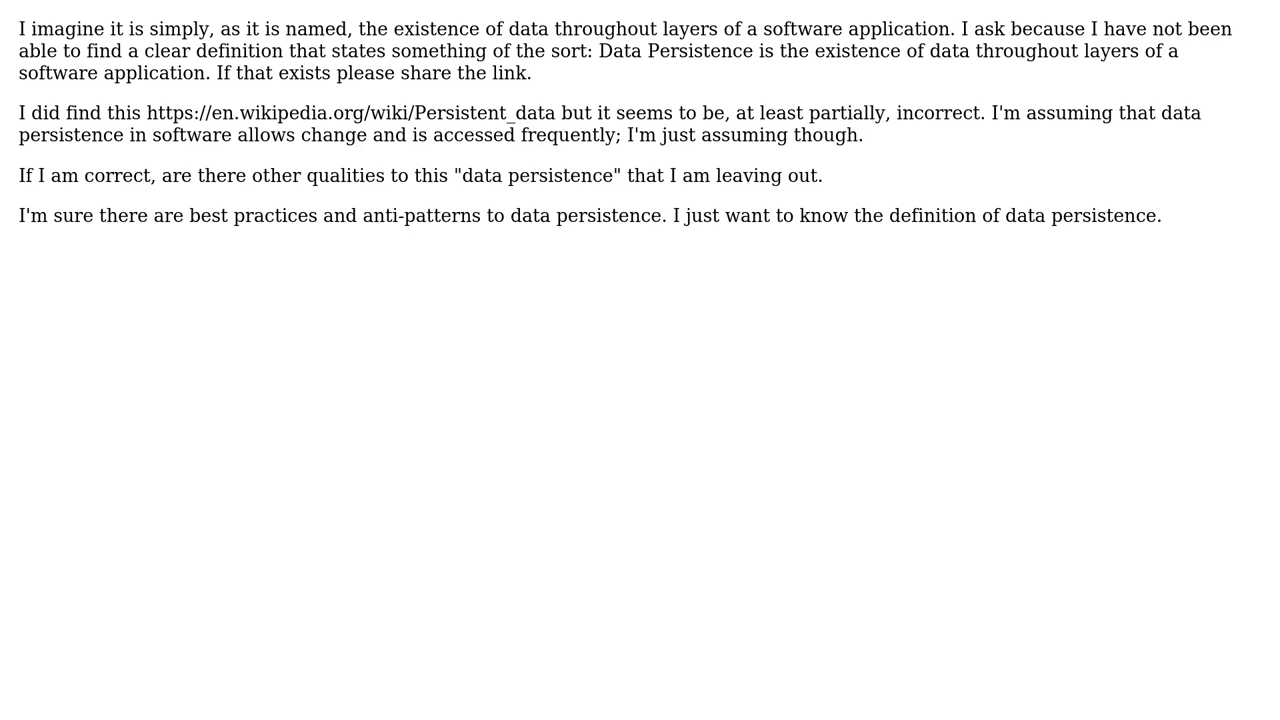 I imagine it is simply, as it is named, the existence of data throughout layers of a software application. I ask because I have not been
able to find a clear definition that states something of the sort: Data Persistence is the existence of data throughout layers of a
software application. If that exists please share the link.
I did find this https://en.wikipedia.org/wiki/Persistent_data but it seems to be, at least partially, incorrect. I'm assuming that data
persistence in software allows change and is accessed frequently; I'm just assuming though.
If I am correct, are there other qualities to this "data persistence" that I am leaving out.
I'm sure there are best practices and anti-patterns to data persistence. I just want to know the definition of data persistence.